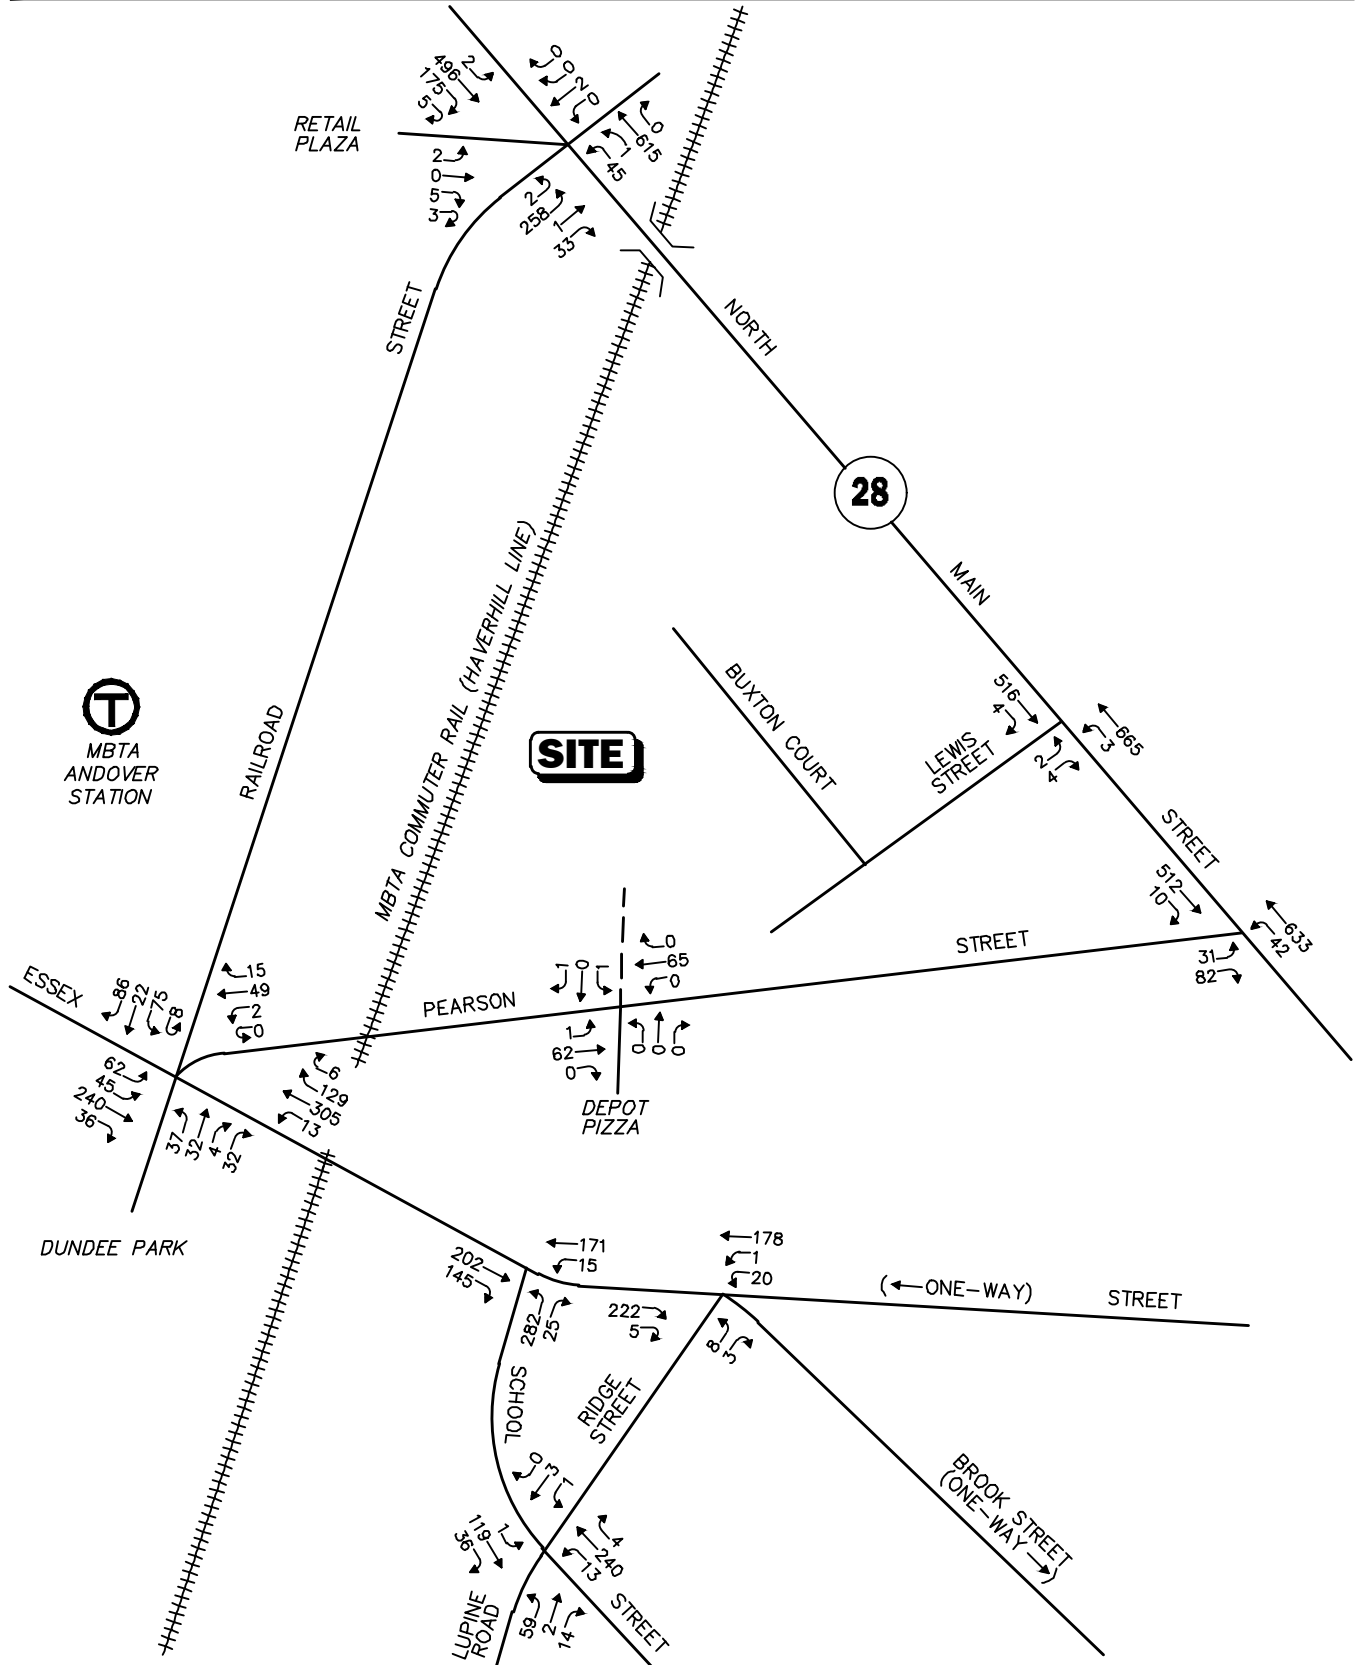 496
175
5
2
0
0
2
0
0
615
1
45
RETAIL
PLAZA
2
0
5
3
2
258
1
33
NORTH
STREET
28
MAIN
MBTA COMMUTER RAIL (HAVERHILL LINE)
RAILROAD
T
MBTA
ANDOVER
STATION
SITE
BUXTON COURT
LEWIS
STREET
516
4
665
3
2
4
STREET
512
10
633
42
31
82
STREET
PEARSON
1
0
1
0
65
0
1
62
0
0
0
0
DEPOT
PIZZA
ESSEX
86
22
75
8
15
49
2
0
62
45
240
36
37
32
4
32
6
129
305
13
DUNDEE PARK
202
145
171
15
282
25
178
1
20
222
5
8
3
(←ONE-WAY)
STREET
SCHOOL
RIDGE
STREET
BROOK STREET
(ONE-WAY→)
0
3
1
1
119
36
4
240
13
59
2
14
LUPINE
ROAD
STREET